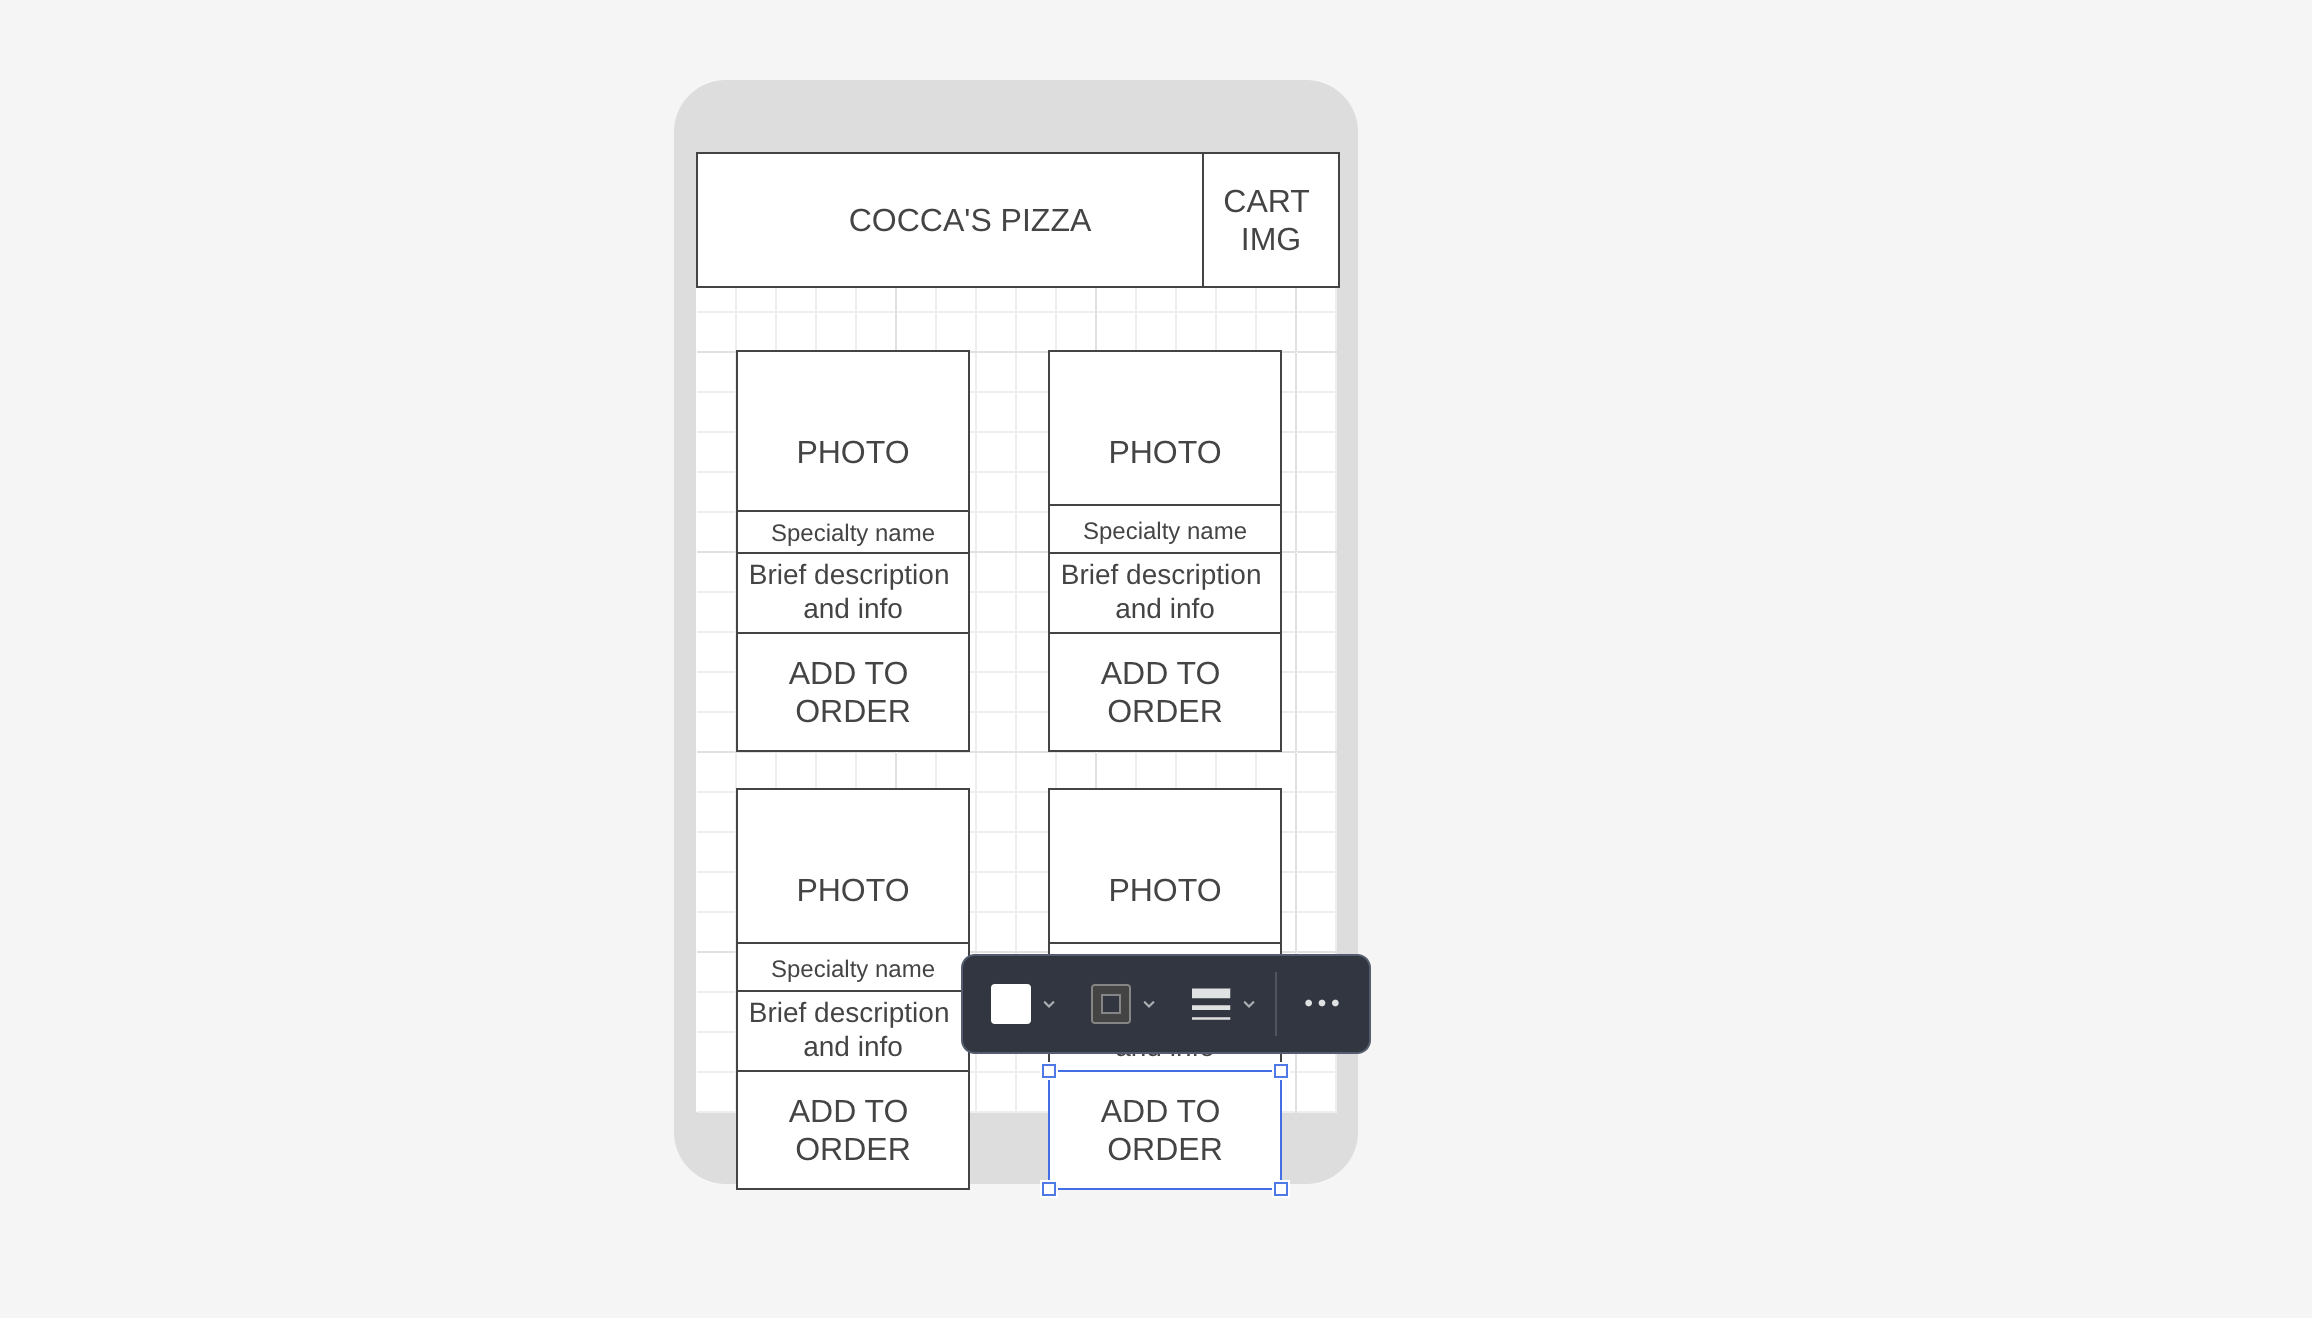 COCCA'S PIZZA
CART
IMG
PHOTO
PHOTO
Specialty name
Specialty name
Brief description
and info
Brief description
and info
ADD TO
ORDER
ADD TO
ORDER
PHOTO
PHOTO
Specialty name
Brief description
and info
ADD TO
ORDER
ADD TO
ORDER